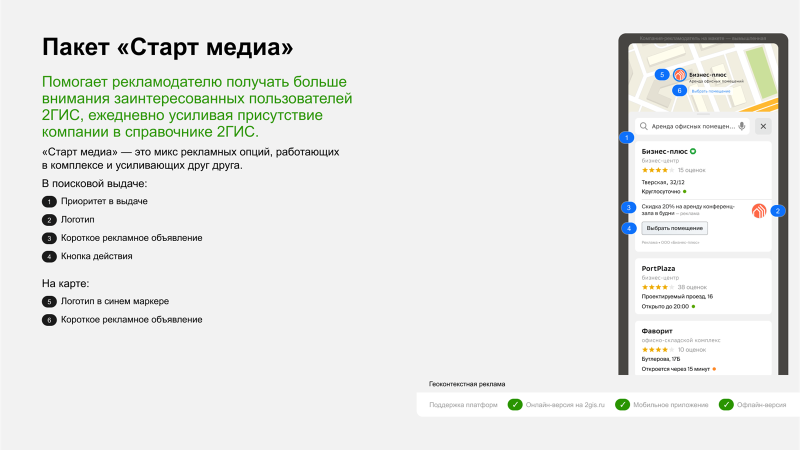 Пакет «Старт медиа»
Помогает рекламодателю получать больше
внимания заинтересованных пользователей
2ГИС, ежедневно усиливая присутствие
компании в справочнике 2ГИС.
«Старт медиа» — это микс рекламных опций, работающих
в комплексе и усиливающих друг друга.
В поисковой выдаче:
1 Приоритет в выдаче
2 Логотип
3 Короткое рекламное объявление
4 Кнопка действия
На карте:
5 Логотип в синем маркере
6 Короткое рекламное объявление
5 Бизнес-плюс
Аренда офисных помещений
6 Выбрать помещение
Аренда офисных помещен...
1
Бизнес-плюс
бизнес-центр
15 оценок
Тверская, 32/12
Круглосуточно
3 Скидка 20% на аренду конференц-
зала в будни – реклама
2
4 Выбрать помещение
PortPlaza
бизнес-центр
39 оценок
Проектируемый проезд, 16
Открыто до 20:00
Фаворит
офисно-складской комплекс
10 оценок
Бутлерова, 17Б
Откроется через 15 минут
Геоконтекстная реклама
Поддержка платформ
Онлайн-версия на 2gis.ru
Мобильное приложение
Офлайн-версия